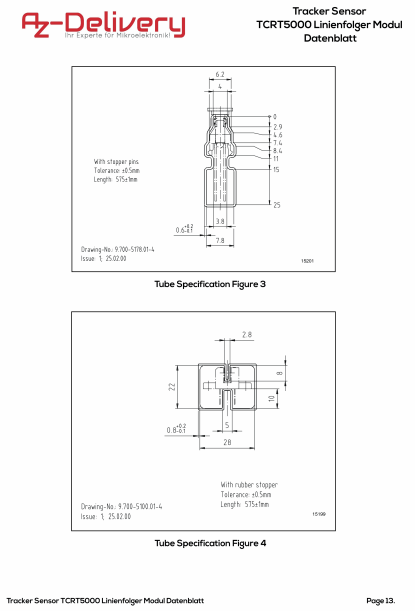 Az-Delivery
Ihr Experte für Mikroelektronik!
Tracker Sensor
TCRT5000 Linienfolger Modul
Datenblatt
6.2
4
0
2.9
4.6
7.4
8.4
11
15
25
With stopper pins
Tolerance: ±0.5mm
Length: 575±1mm
3.8
0.6+0.2-0.1
7.8
Drawing-No.: 9.700-5178.01-4
Issue: 1; 25.02.00
15201
Tube Specification Figure 3
2.8
22
8
10
0.8+0.2-0.1
5
28
With rubber stopper
Tolerance: ±0.5mm
Length: 575±1mm
Drawing-No.: 9.700-5100.01-4
Issue: 1; 25.02.00
15199
Tube Specification Figure 4
Tracker Sensor TCRT5000 Linienfolger Modul Datenblatt Page 13.